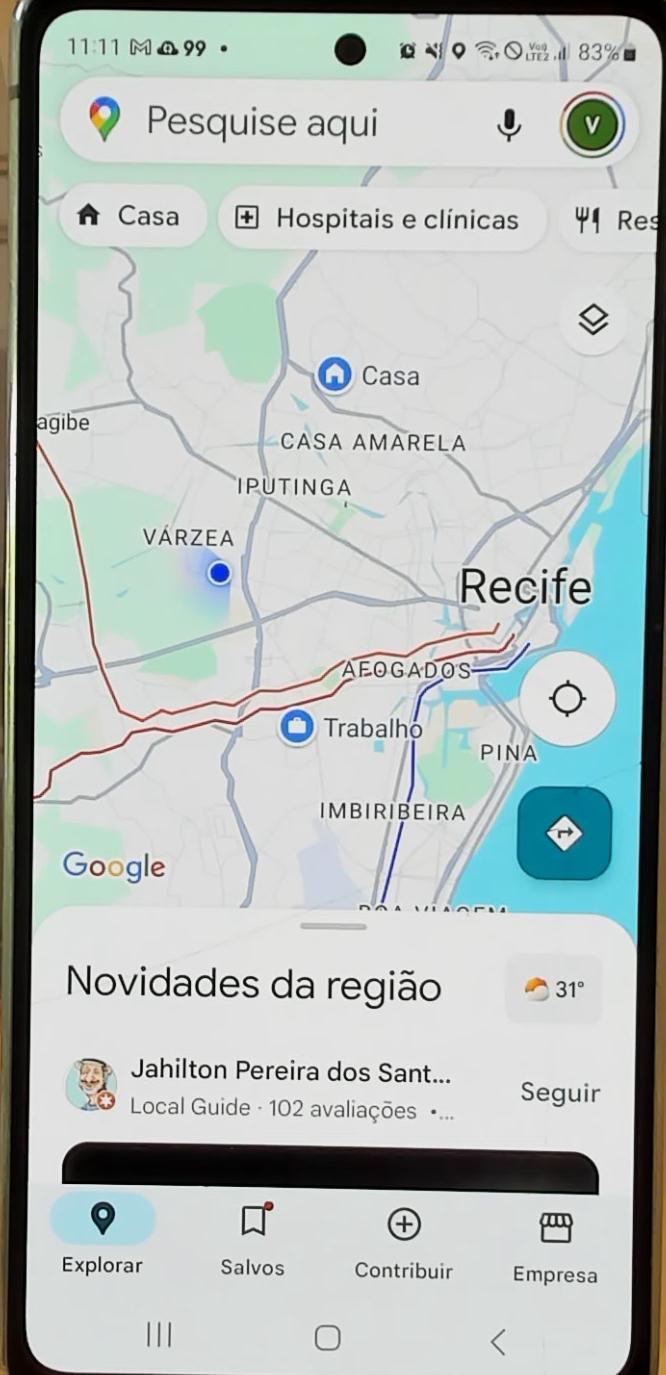 11:11 99 Vo)) LTE2 83%
Pesquise aqui V
Casa Hospitais e clínicas Res
Casa
agibe
CASA AMARELA
IPUTINGA
VÁRZEA
Recife
AFOGADOS
Trabalho
PINA
IMBIRIBEIRA
Google
BOA VIAGEM
Novidades da região 31°
Jahilton Pereira dos Sant...
Local Guide · 102 avaliações •...
Seguir
Explorar Salvos Contribuir Empresa